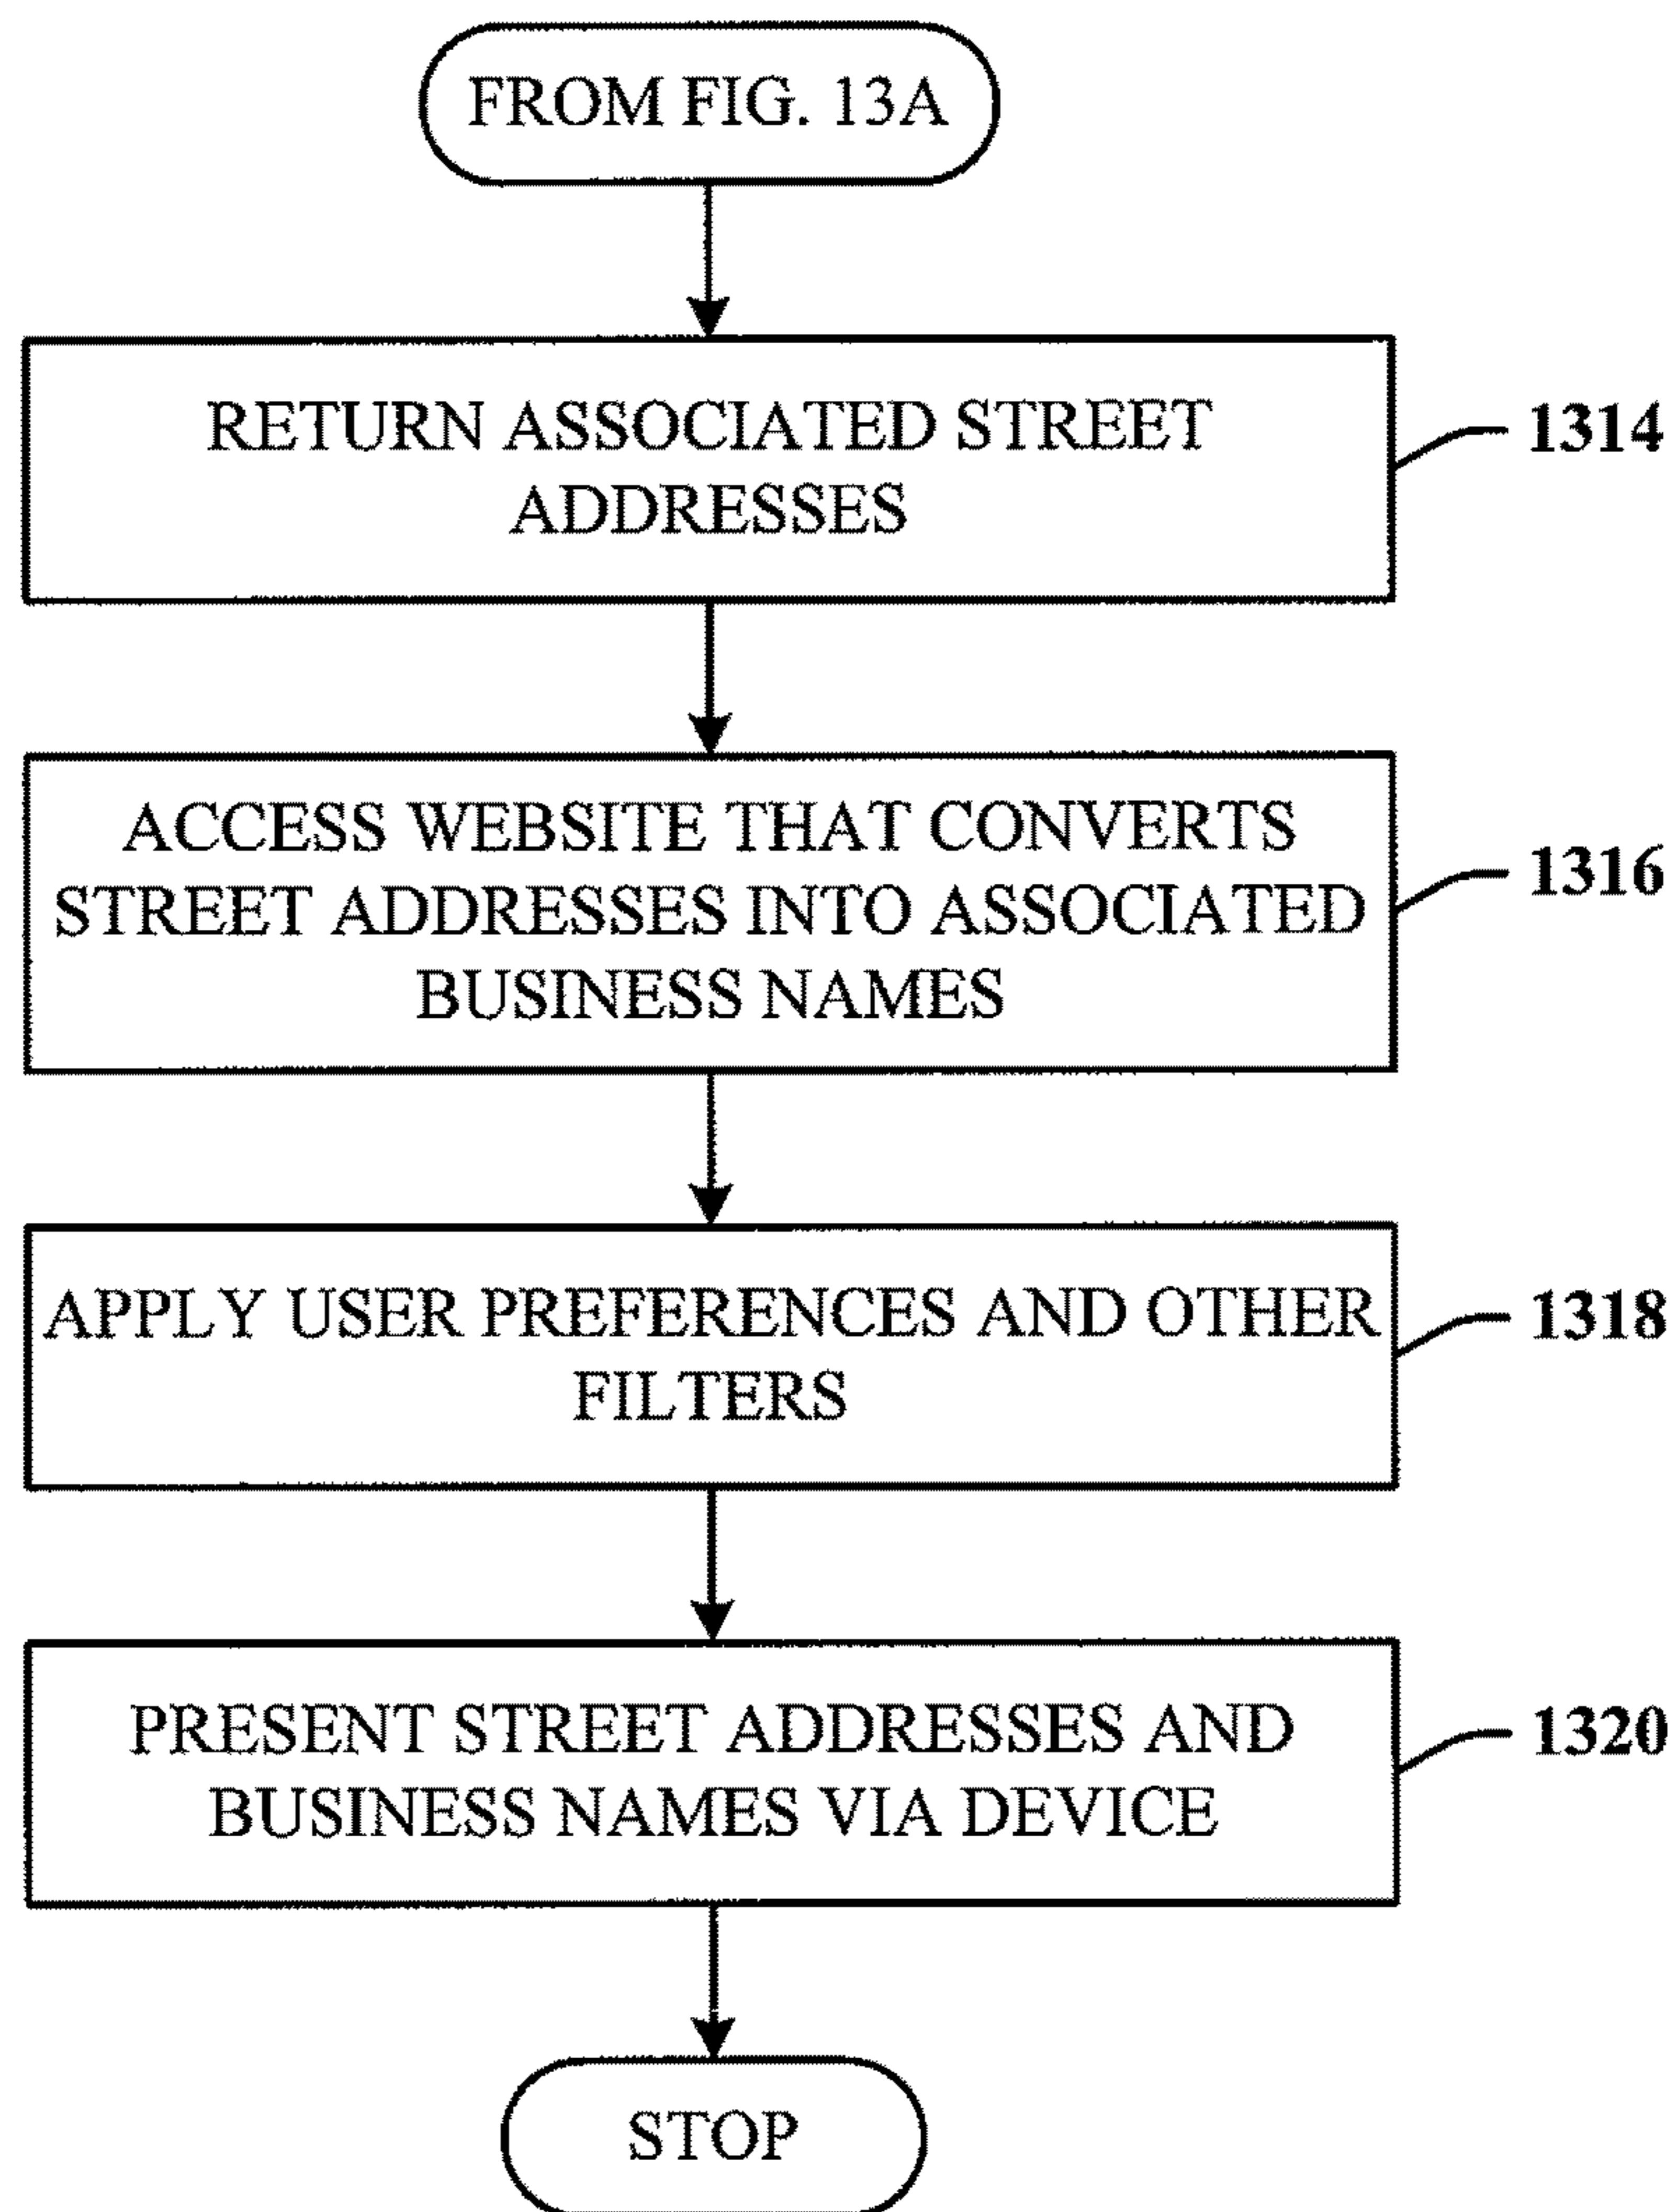 FROM FIG. 13A
RETURN ASSOCIATED STREET
ADDRESSES
1314
ACCESS WEBSITE THAT CONVERTS
STREET ADDRESSES INTO ASSOCIATED
BUSINESS NAMES
1316
APPLY USER PREFERENCES AND OTHER
FILTERS
1318
PRESENT STREET ADDRESSES AND
BUSINESS NAMES VIA DEVICE
1320
STOP